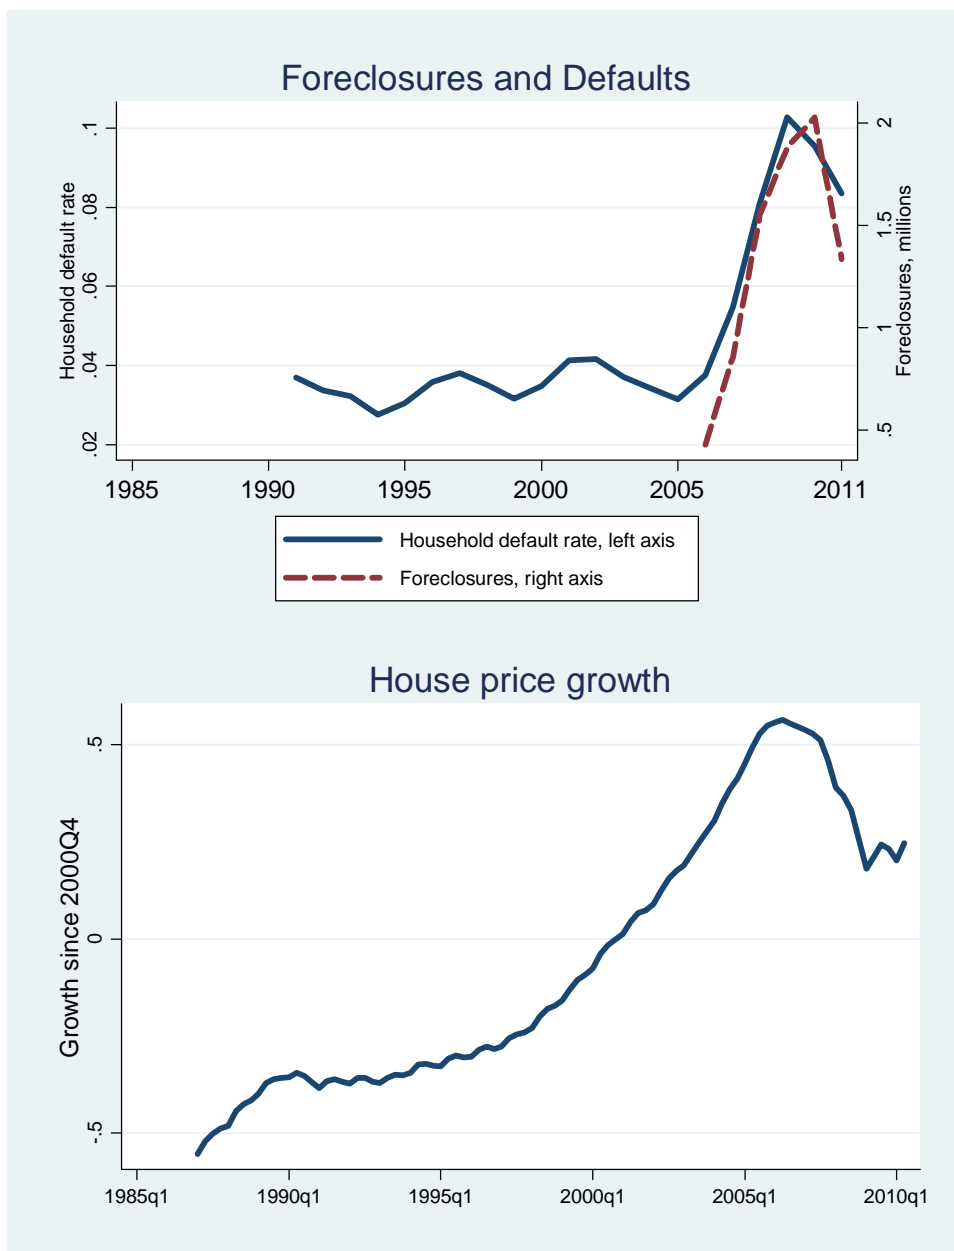 Foreclosures and Defaults
Household default rate
.1
.08
.06
.04
.02
2
1.5
1
.5
Foreclosures, millions
1985 1990 1995 2000 2005 2011
Household default rate, left axis
Foreclosures, right axis
House price growth
Growth since 2000Q4
.5
0
-.5
1985q1 1990q1 1995q1 2000q1 2005q1 2010q1